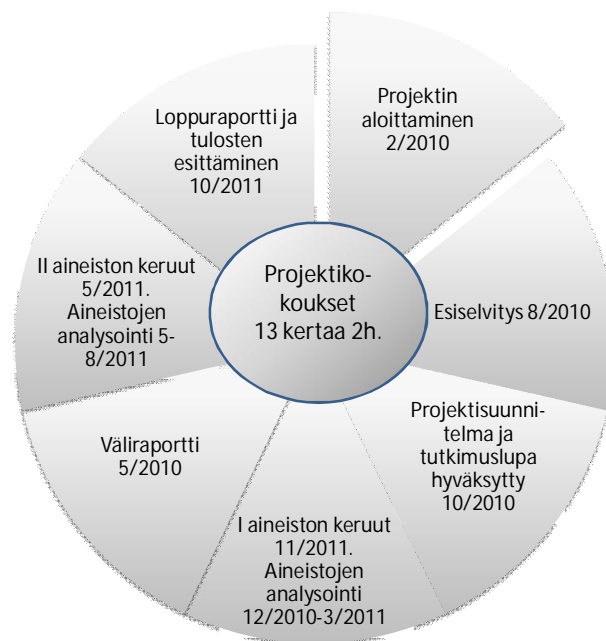 Projektin
aloittaminen
2/2010
Esiselvitys 8/2010
Projektisuunni-
telma ja
tutkimuslupa
hyväksytty
10/2010
I aineiston keruut
11/2011.
Aineistojen
analysointi
12/2010-3/2011
Väliraportti
5/2010
II aineiston keruut
5/2011.
Aineistojen
analysointi 5-
8/2011
Loppuraportti ja
tulosten
esittäminen
10/2011
Projektiko-
koukset
13 kertaa 2h.